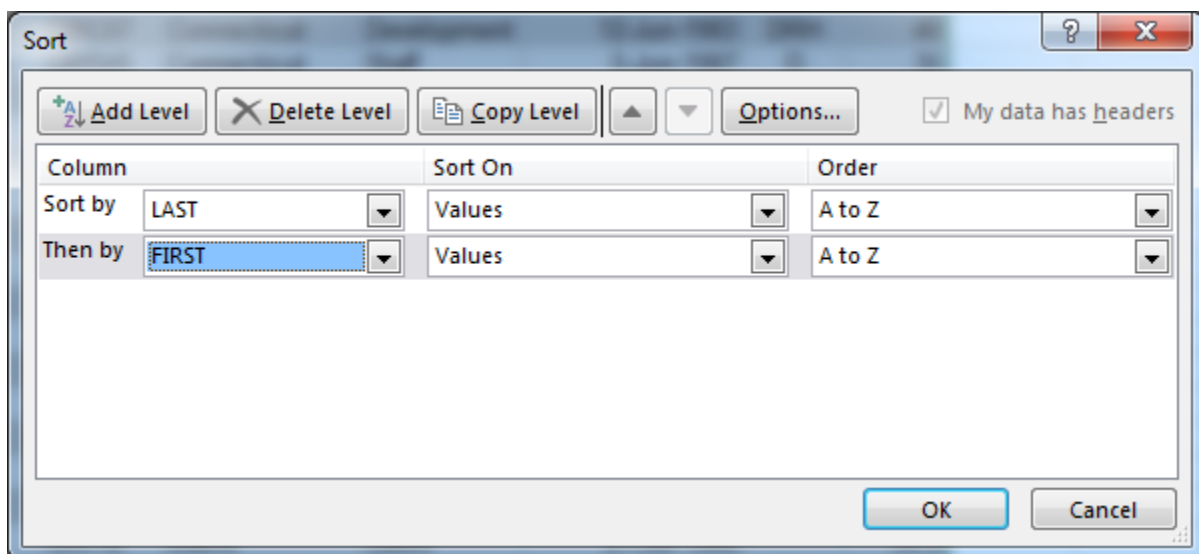 Sort
Add Level Delete Level Copy Level Options... My data has headers
Column Sort On Order
Sort by LAST Values A to Z
Then by FIRST Values A to Z
OK Cancel